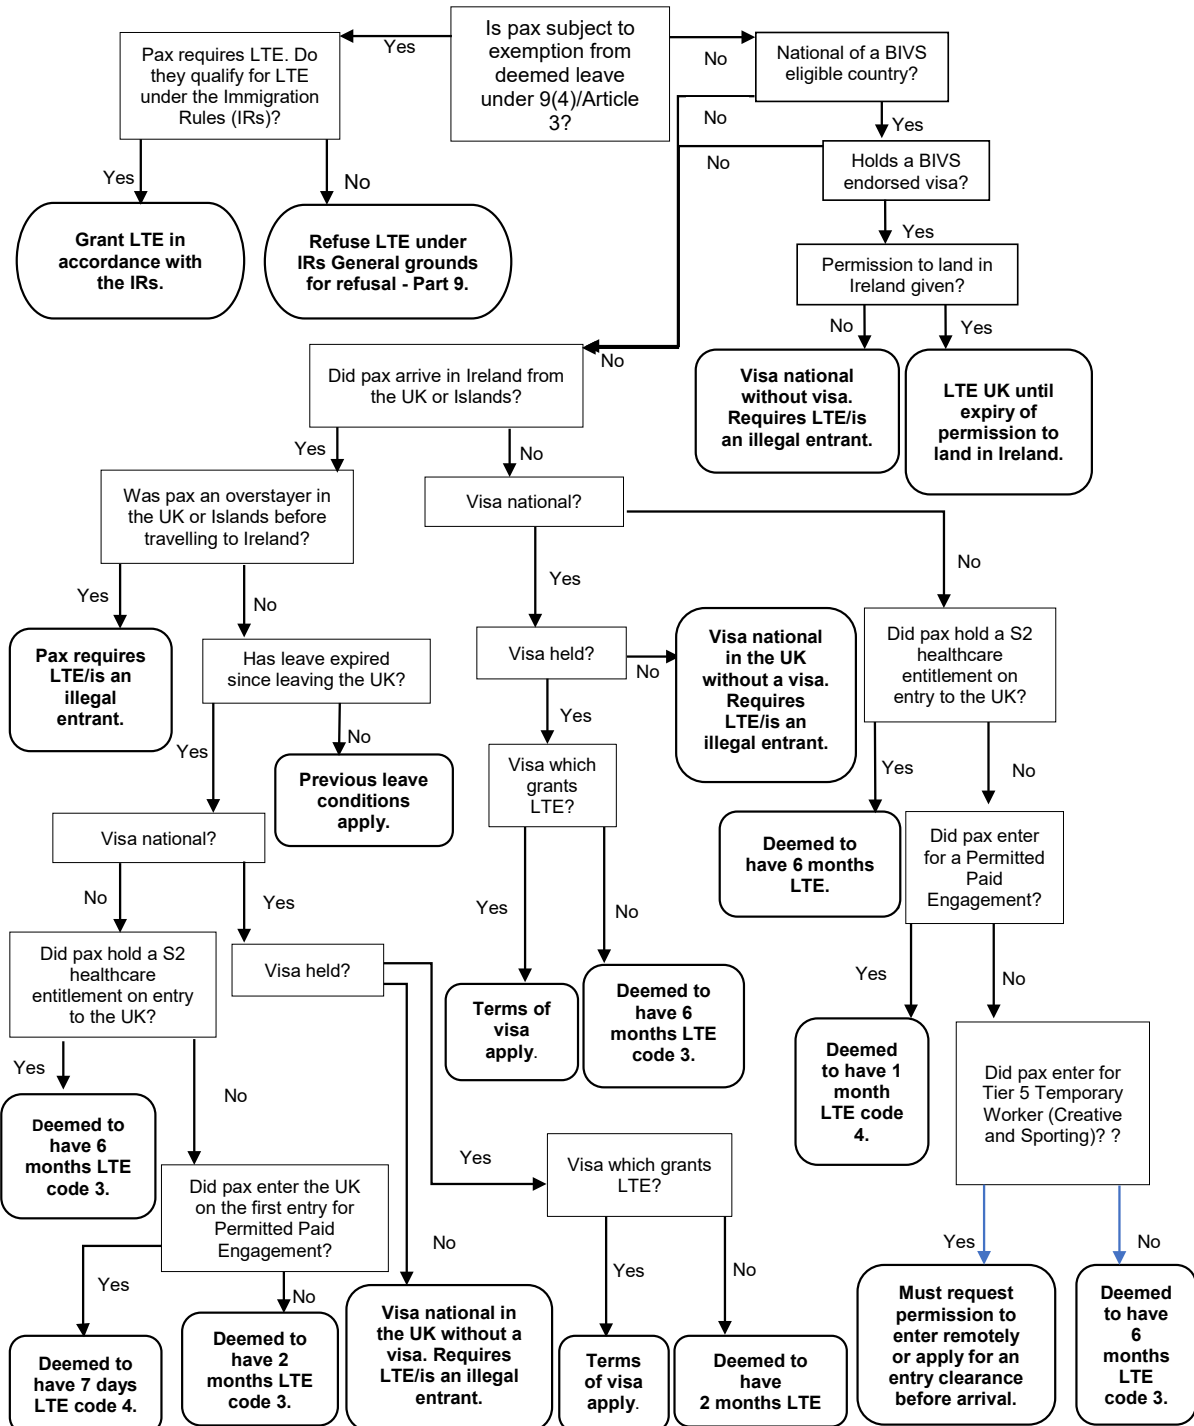 Is pax subject to
exemption from
deemed leave
under 9(4)/Article
3?
Yes
No
Pax requires LTE. Do
they qualify for LTE
under the Immigration
Rules (IRs)?
National of a BIVS
eligible country?
No
Yes
Yes
No
No
Holds a BIVS
endorsed visa?
Grant LTE in
accordance with
the IRs.
Refuse LTE under
IRs General grounds
for refusal - Part 9.
Yes
Permission to land in
Ireland given?
No
Yes
No
Did pax arrive in Ireland from
the UK or Islands?
Visa national
without visa.
Requires LTE/is
an illegal entrant.
LTE UK until
expiry of
permission to
land in Ireland.
Yes
No
Was pax an overstayer in
the UK or Islands before
travelling to Ireland?
Visa national?
Yes
No
Yes
No
Pax requires
LTE/is an
illegal
entrant.
Has leave expired
since leaving the UK?
Visa held?
No
Visa national
in the UK
without a visa.
Requires
LTE/is an
illegal entrant.
Did pax hold a S2
healthcare
entitlement on
entry to the UK?
Yes
No
Yes
Yes
No
Previous leave
conditions
apply.
Visa which
grants
LTE?
Visa national?
Deemed to
have 6 months
LTE.
Did pax enter
for a Permitted
Paid
Engagement?
No
Yes
Yes
No
Did pax hold a S2
healthcare
entitlement on entry
to the UK?
Visa held?
Terms of
visa
apply.
Deemed to
have 6
months LTE
code 3.
Yes
No
Deemed
to have 1
month
LTE code
4.
Did pax enter for
Tier 5 Temporary
Worker (Creative
and Sporting)? ?
Yes
No
Deemed to
have 6
months LTE
code 3.
Yes
Visa which grants
LTE?
Did pax enter the UK
on the first entry for
Permitted Paid
Engagement?
No
Yes
No
Yes
No
Yes
No
Deemed to
have 7 days
LTE code 4.
Deemed to
have 2
months LTE
code 3.
Visa national in
the UK without a
visa. Requires
LTE/is an illegal
entrant.
Terms
of visa
apply.
Deemed to
have
2 months LTE
Must request
permission to
enter remotely
or apply for an
entry clearance
before arrival.
Deemed
to have
6
months
LTE
code 3.